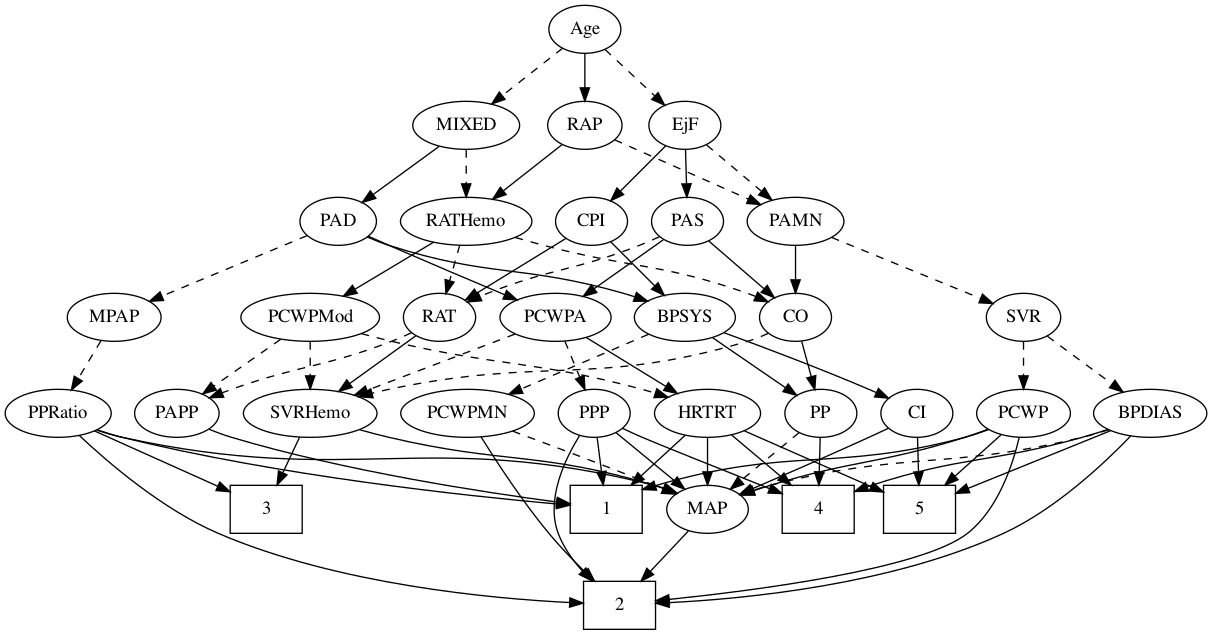 Age
MIXED
RAP
EjF
PAD
RATHemo
CPI
PAS
PAMN
MPAP
PCWPMod
RAT
PCWPA
BPSYS
CO
SVR
PPRatio
PAPP
SVRHemo
PCWPMN
PPP
HRTRT
PP
CI
PCWP
BPDIAS
3
1
MAP
4
5
2